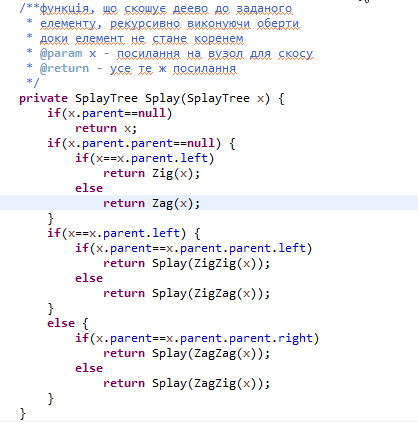 /**функція, що скошує деево до заданого
 * елементу, рекурсивно виконуючи оберти
 * доки елемент не стане коренем
 * @param x - посилання на вузол для скосу
 * @return - усе те ж посилання
 */
private SplayTree Splay(SplayTree x) {
    if(x.parent==null)
        return x;
    if(x.parent.parent==null) {
        if(x==x.parent.left)
            return Zig(x);
        else
            return Zag(x);
    }
    if(x==x.parent.left) {
        if(x.parent==x.parent.parent.left)
            return Splay(ZigZig(x));
        else
            return Splay(ZigZag(x));
    }
    else {
        if(x.parent==x.parent.parent.right)
            return Splay(ZagZag(x));
        else
            return Splay(ZagZig(x));
    }
}